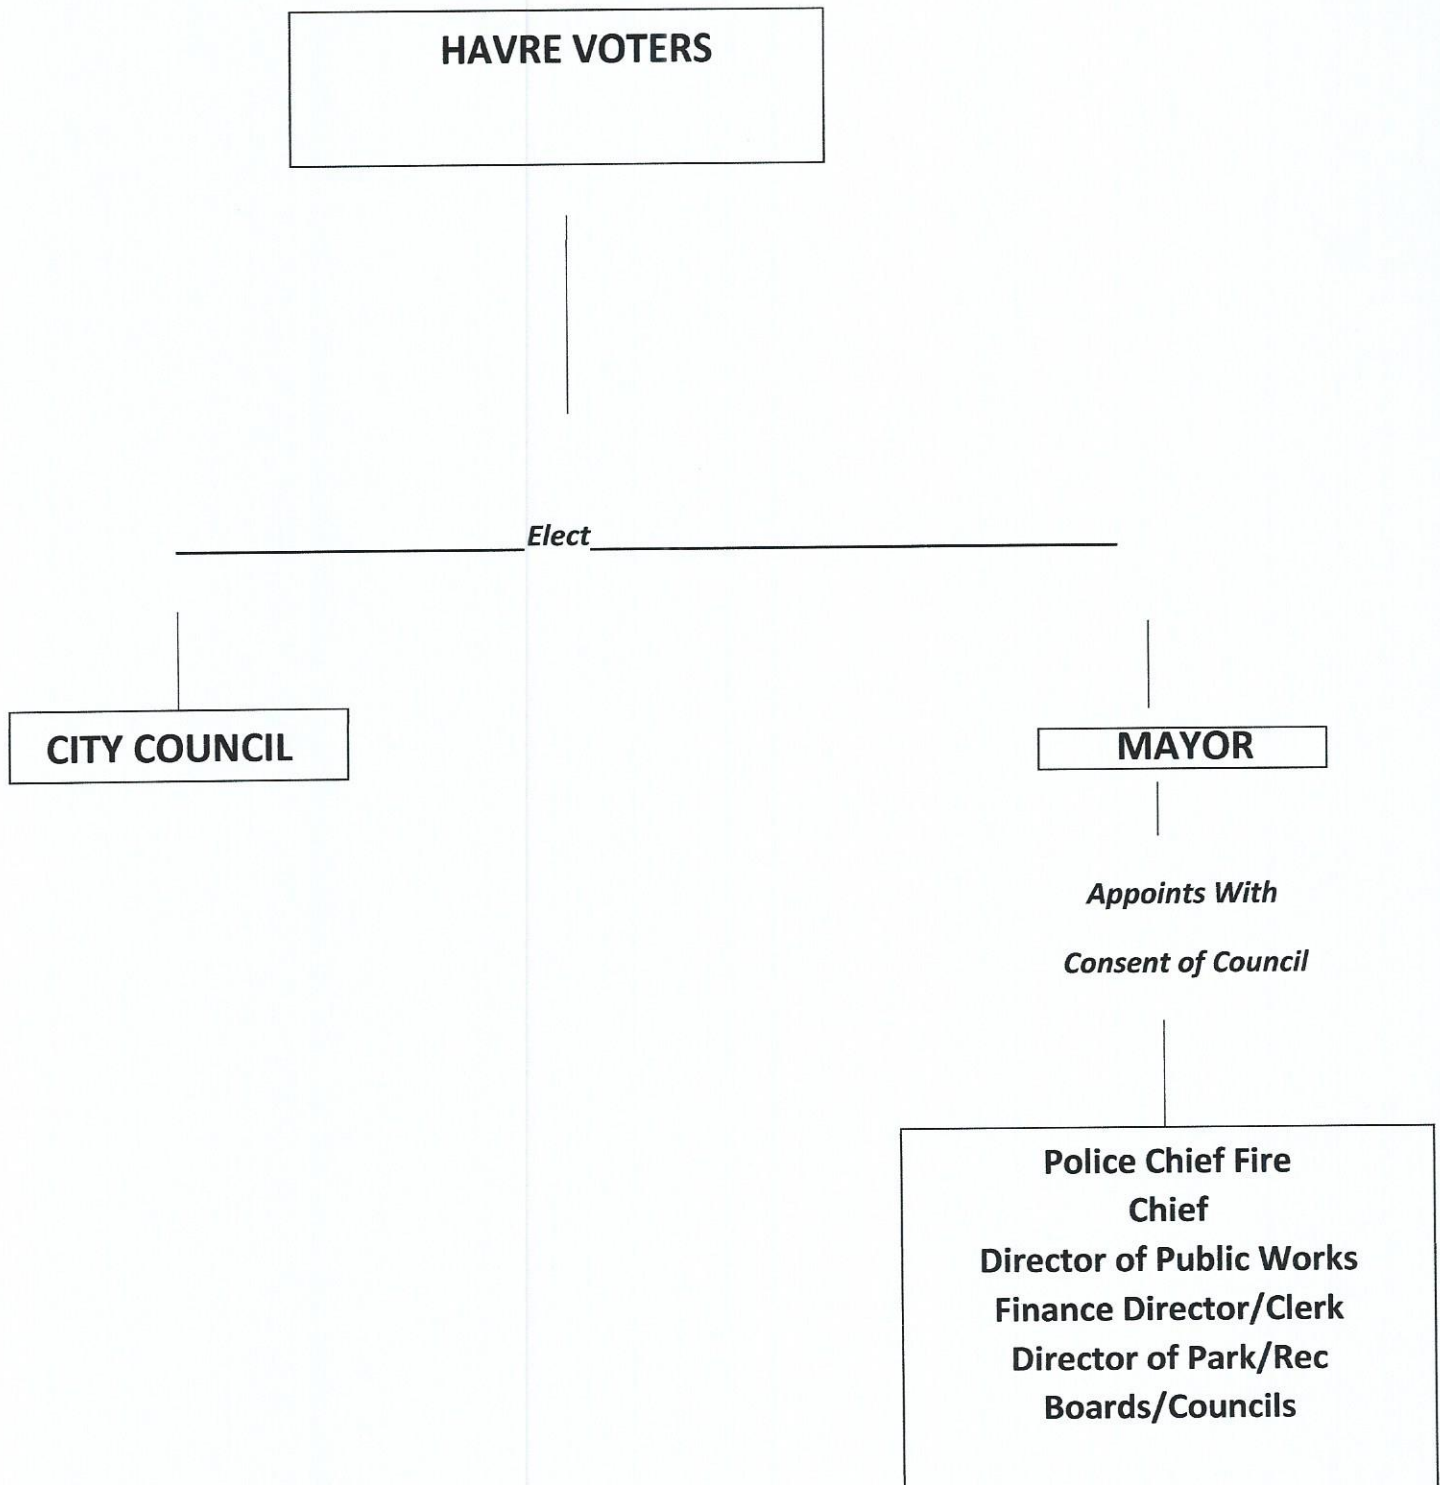 HAVRE VOTERS
Elect
CITY COUNCIL
MAYOR
Appoints With
Consent of Council
Police Chief Fire
Chief
Director of Public Works
Finance Director/Clerk
Director of Park/Rec
Boards/Councils